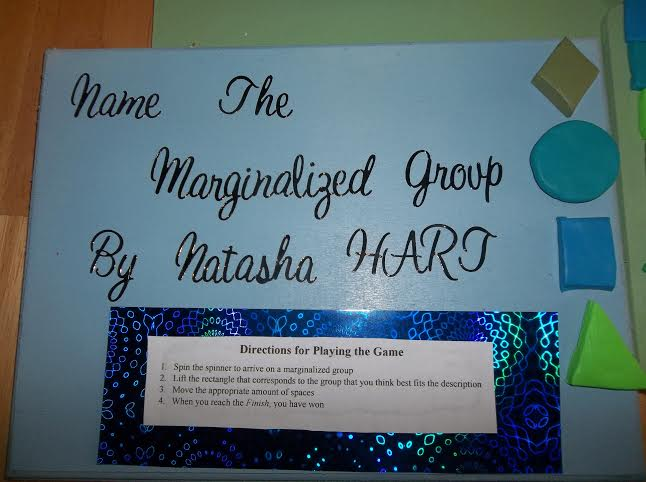 Name The
Marginalized Group
By Natasha HART
Directions for Playing the Game
1. Spin the spinner to arrive on a marginalized group
2. Lift the rectangle that corresponds to the group that you think best fits the description
3. Move the appropriate amount of spaces
4. When you reach the Finish, you have won